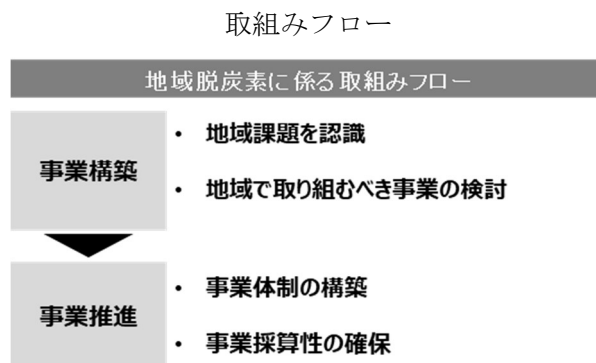 取組みフロー
地域脱炭素に係る取組みフロー
事業構築
• 地域課題を認識
• 地域で取り組むべき事業の検討
事業推進
• 事業体制の構築
• 事業採算性の確保